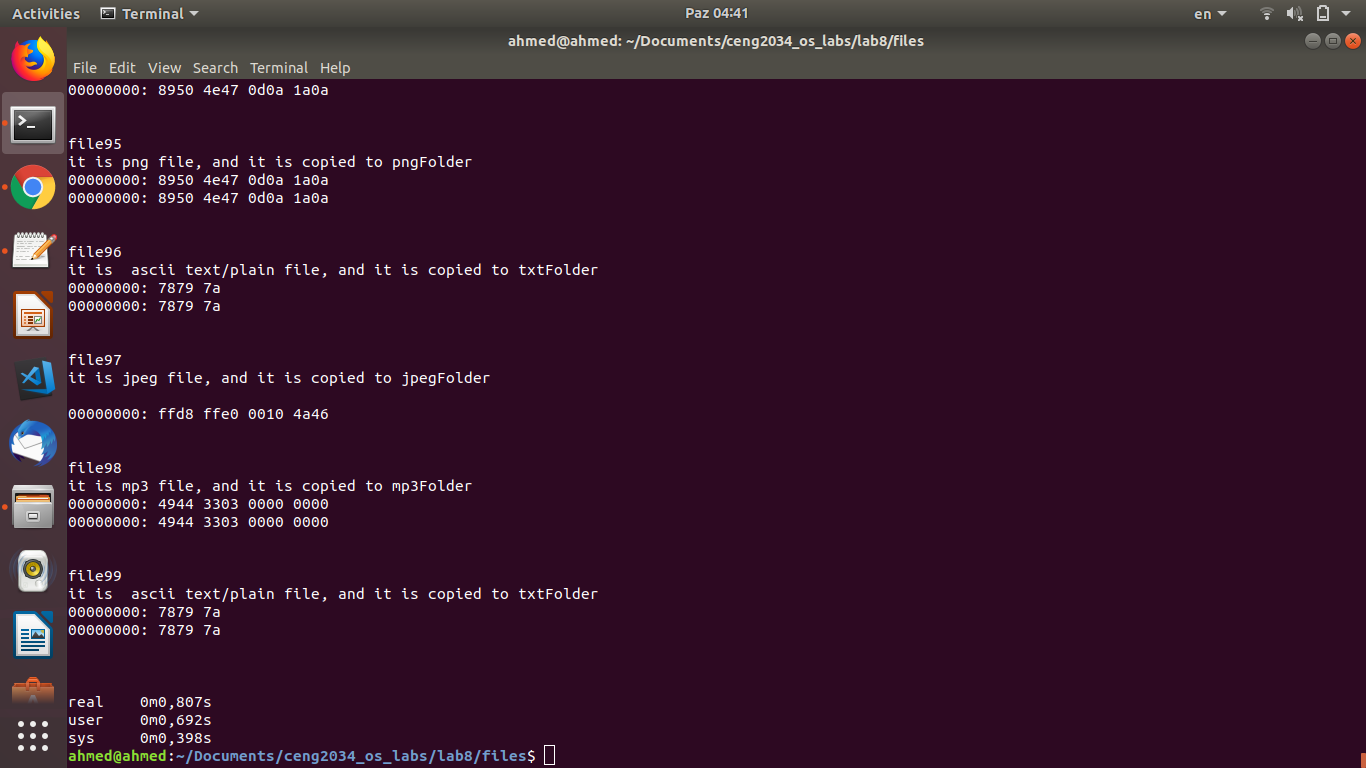 Activities Terminal Paz 04:41 en
ahmed@ahmed: ~/Documents/ceng2034_os_labs/lab8/files
File Edit View Search Terminal Help
00000000: 8950 4e47 0d0a 1a0a
file95
it is png file, and it is copied to pngFolder
00000000: 8950 4e47 0d0a 1a0a
00000000: 8950 4e47 0d0a 1a0a
file96
it is  ascii text/plain file, and it is copied to txtFolder
00000000: 7879 7a
00000000: 7879 7a
file97
it is jpeg file, and it is copied to jpegFolder
00000000: ffd8 ffe0 0010 4a46
file98
it is mp3 file, and it is copied to mp3Folder
00000000: 4944 3303 0000 0000
00000000: 4944 3303 0000 0000
file99
it is  ascii text/plain file, and it is copied to txtFolder
00000000: 7879 7a
00000000: 7879 7a
real 0m0,807s
user 0m0,692s
sys 0m0,398s
ahmed@ahmed:~/Documents/ceng2034_os_labs/lab8/files$